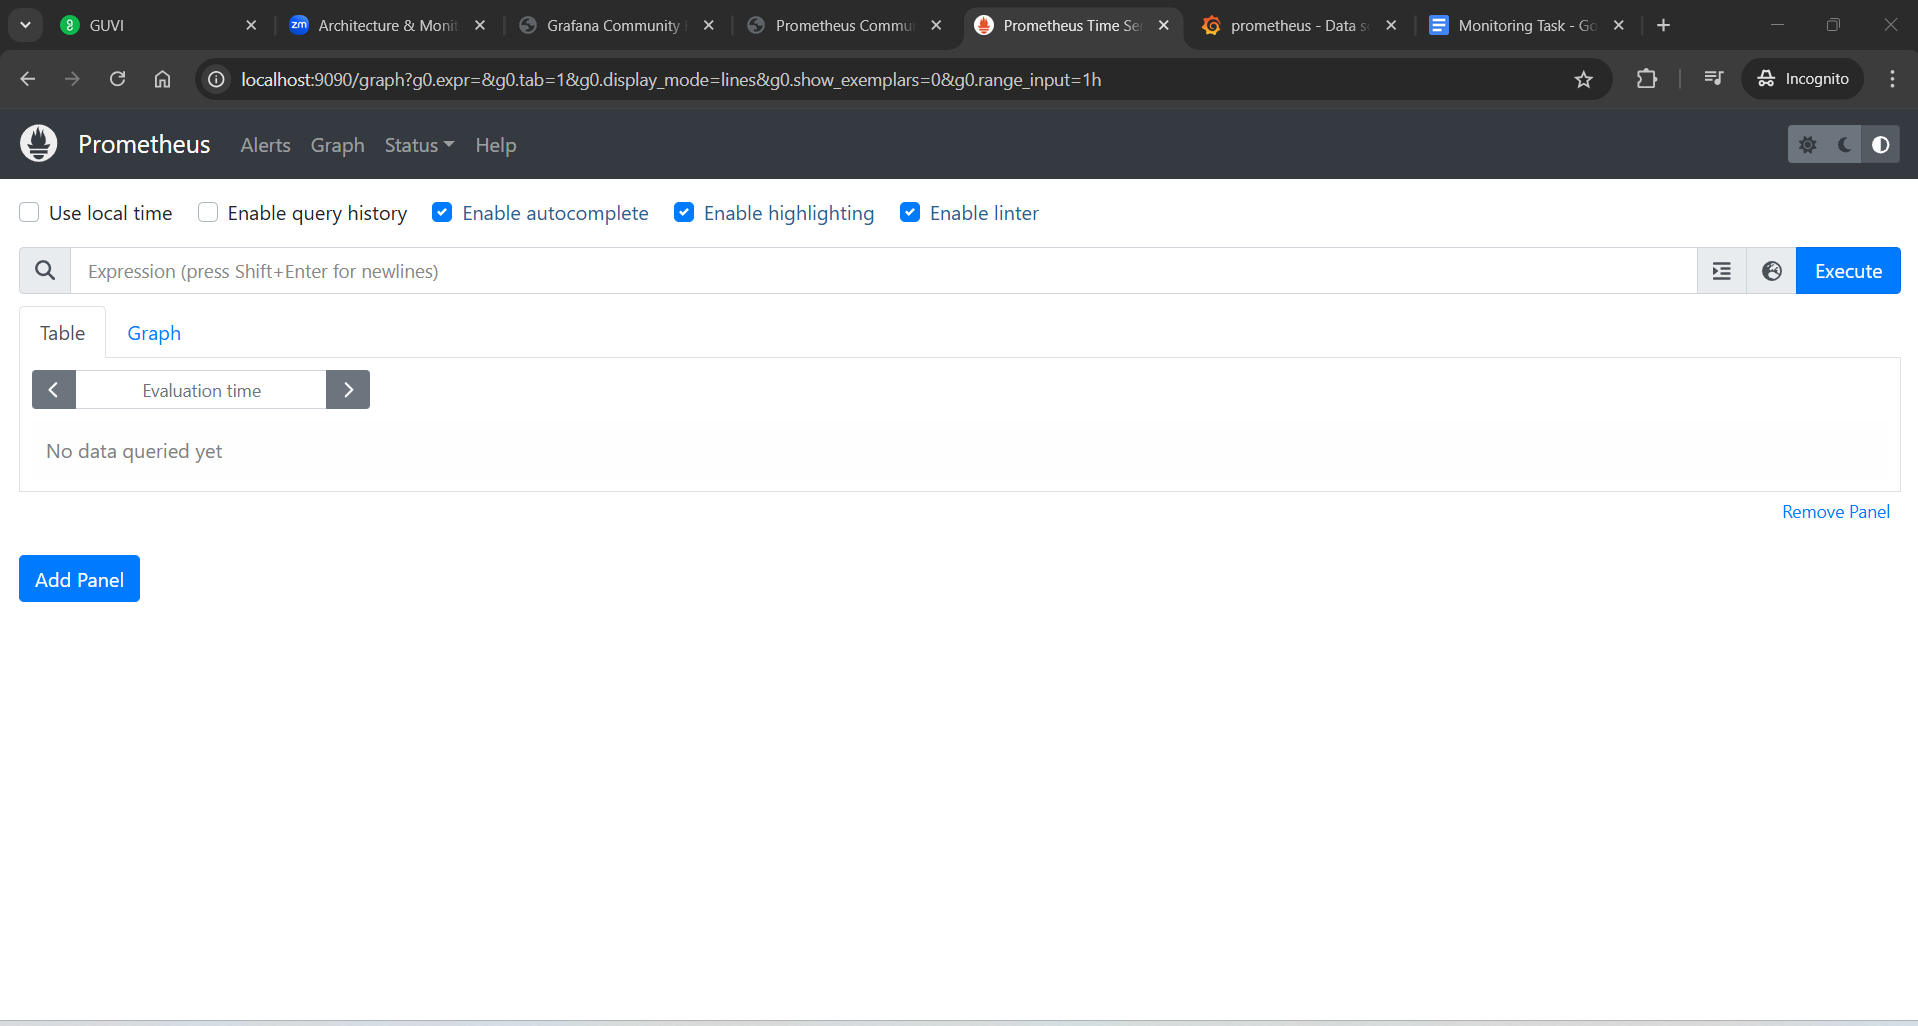 GUVI
Architecture & Monit
Grafana Community
Prometheus Commu
Prometheus Time Se
prometheus - Data s
Monitoring Task - Go
localhost:9090/graph?g0.expr=&g0.tab=1&g0.display_mode=lines&g0.show_exemplars=0&g0.range_input=1h
Incognito
Prometheus
Alerts
Graph
Status
Help
Use local time
Enable query history
Enable autocomplete
Enable highlighting
Enable linter
Expression (press Shift+Enter for newlines)
Execute
Table
Graph
Evaluation time
No data queried yet
Remove Panel
Add Panel